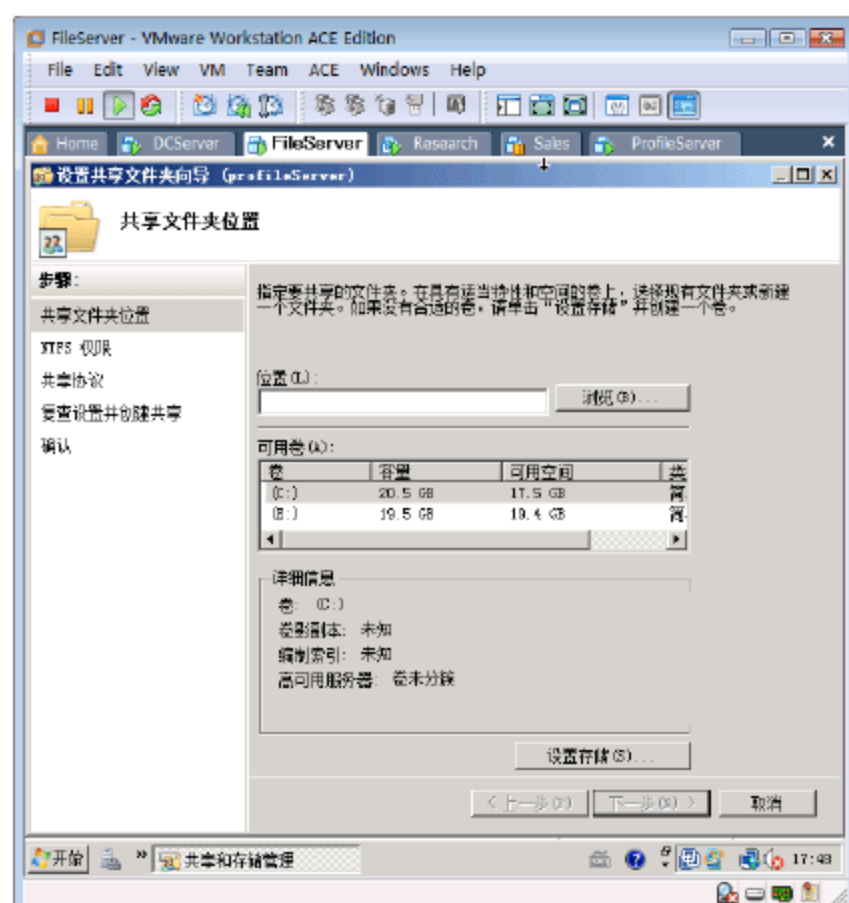 FileServer - VMware Workstation ACE Edition
File Edit View VM Team ACE Windows Help
Home DCServer FileServer Research Sales ProfileServer
设置共享文件夹向导 (profileServer)
共享文件夹位置
步骤:
共享文件夹位置
NTFS 权限
共享协议
复查设置并创建共享
确认
指定要共享的文件夹。在具有适当特性和空间的卷上，选择现有文件夹或新建
一个文件夹。如果没有合适的卷，请单击"设置存储"并创建一个卷。
位置(L):
浏览(B)...
可用卷(A):
卷 容量 可用空间 类
(C:) 20.5 GB 17.5 GB 简
(E:) 19.5 GB 19.4 GB 简
详细信息
卷: (C:)
卷影副本: 未知
编制索引: 未知
高可用服务器: 卷未分簇
设置存储(S)...
< 上一步(P) 下一步(N) > 取消
开始 » 共享和存储管理 17:48